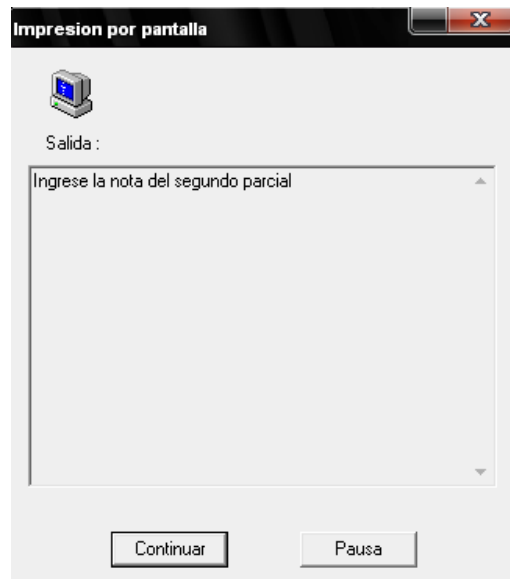 Impresion por pantalla
Salida :
Ingrese la nota del segundo parcial
Continuar
Pausa